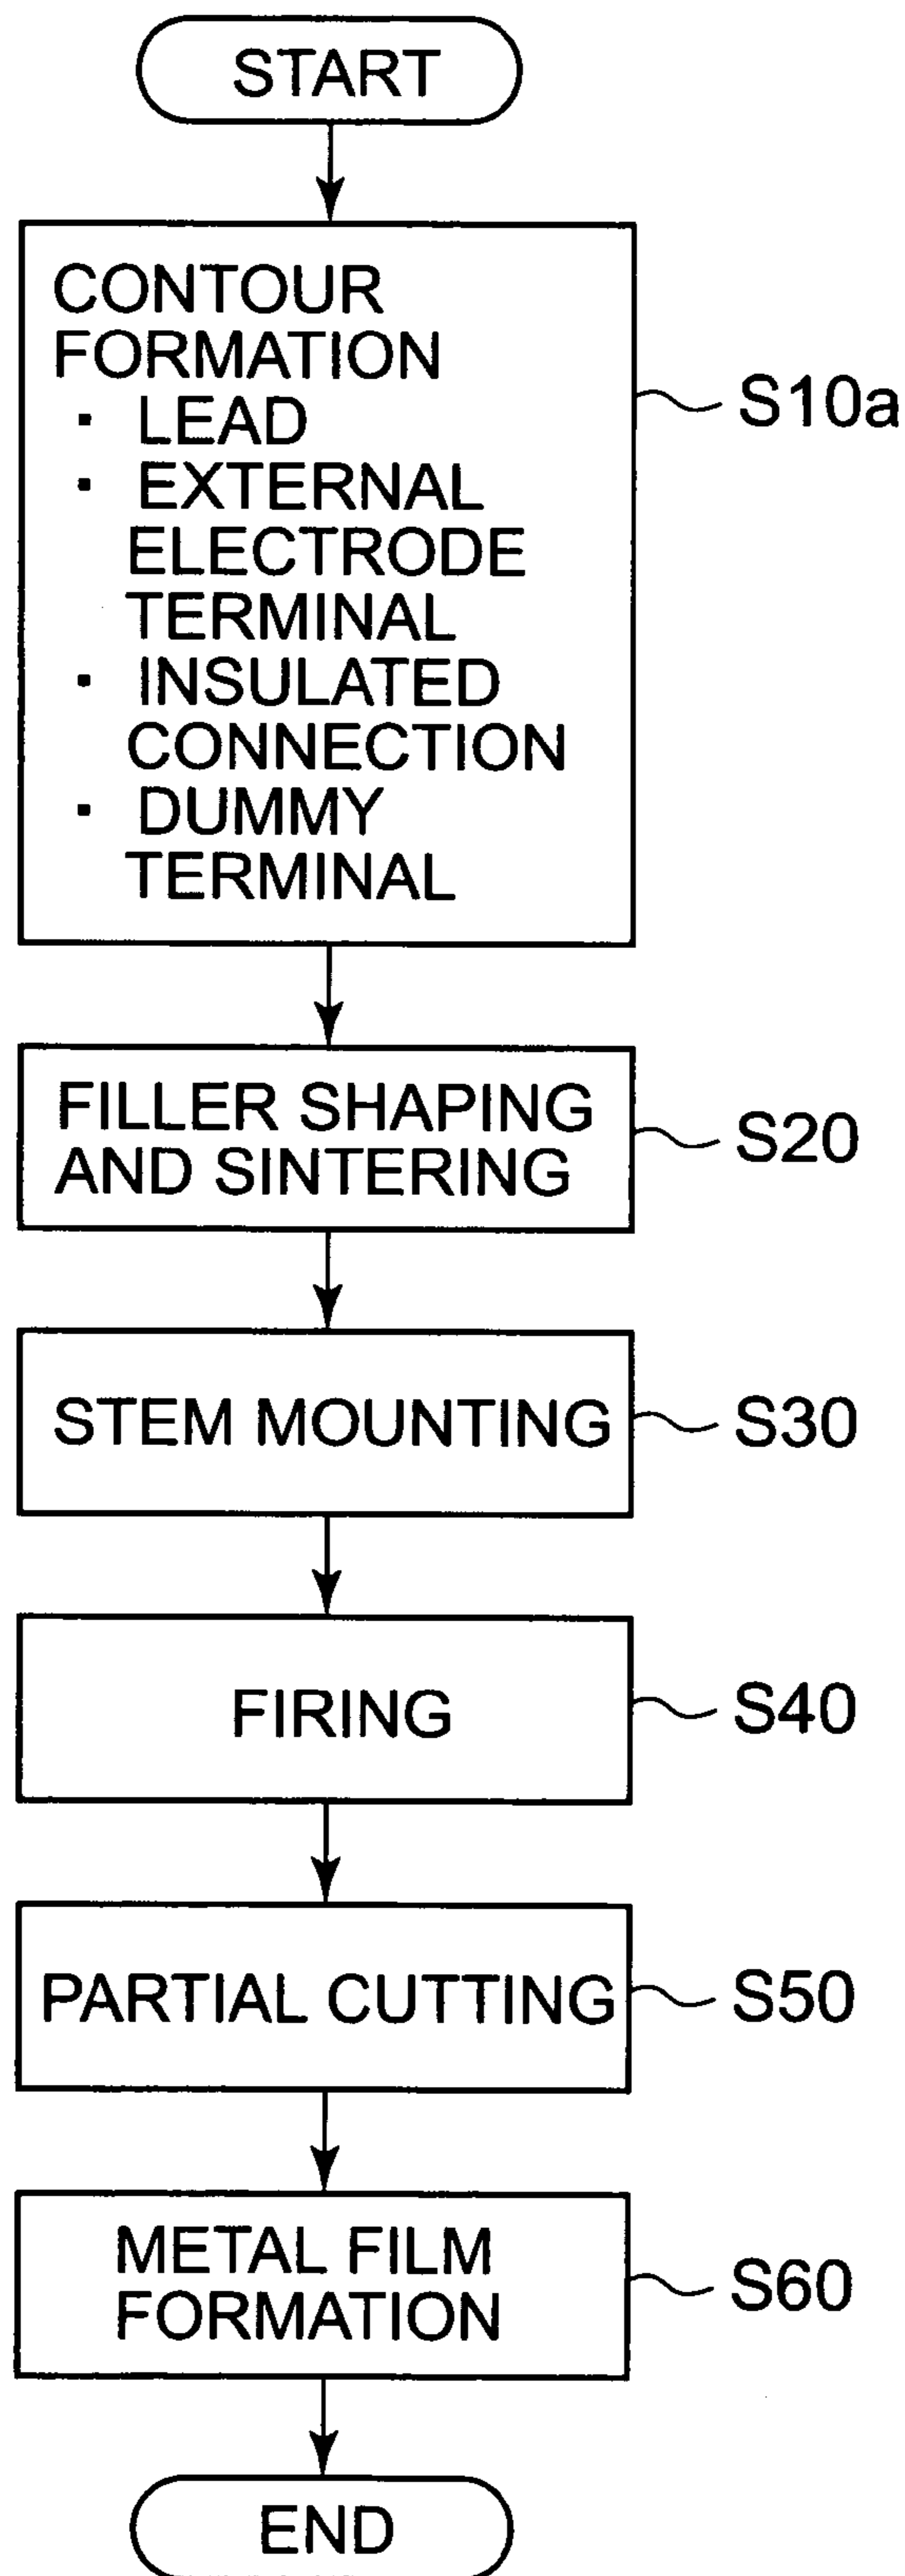 START
CONTOUR
FORMATION
· LEAD
· EXTERNAL
ELECTRODE
TERMINAL
· INSULATED
CONNECTION
· DUMMY
TERMINAL
S10a
FILLER SHAPING
AND SINTERING
S20
STEM MOUNTING
S30
FIRING
S40
PARTIAL CUTTING
S50
METAL FILM
FORMATION
S60
END